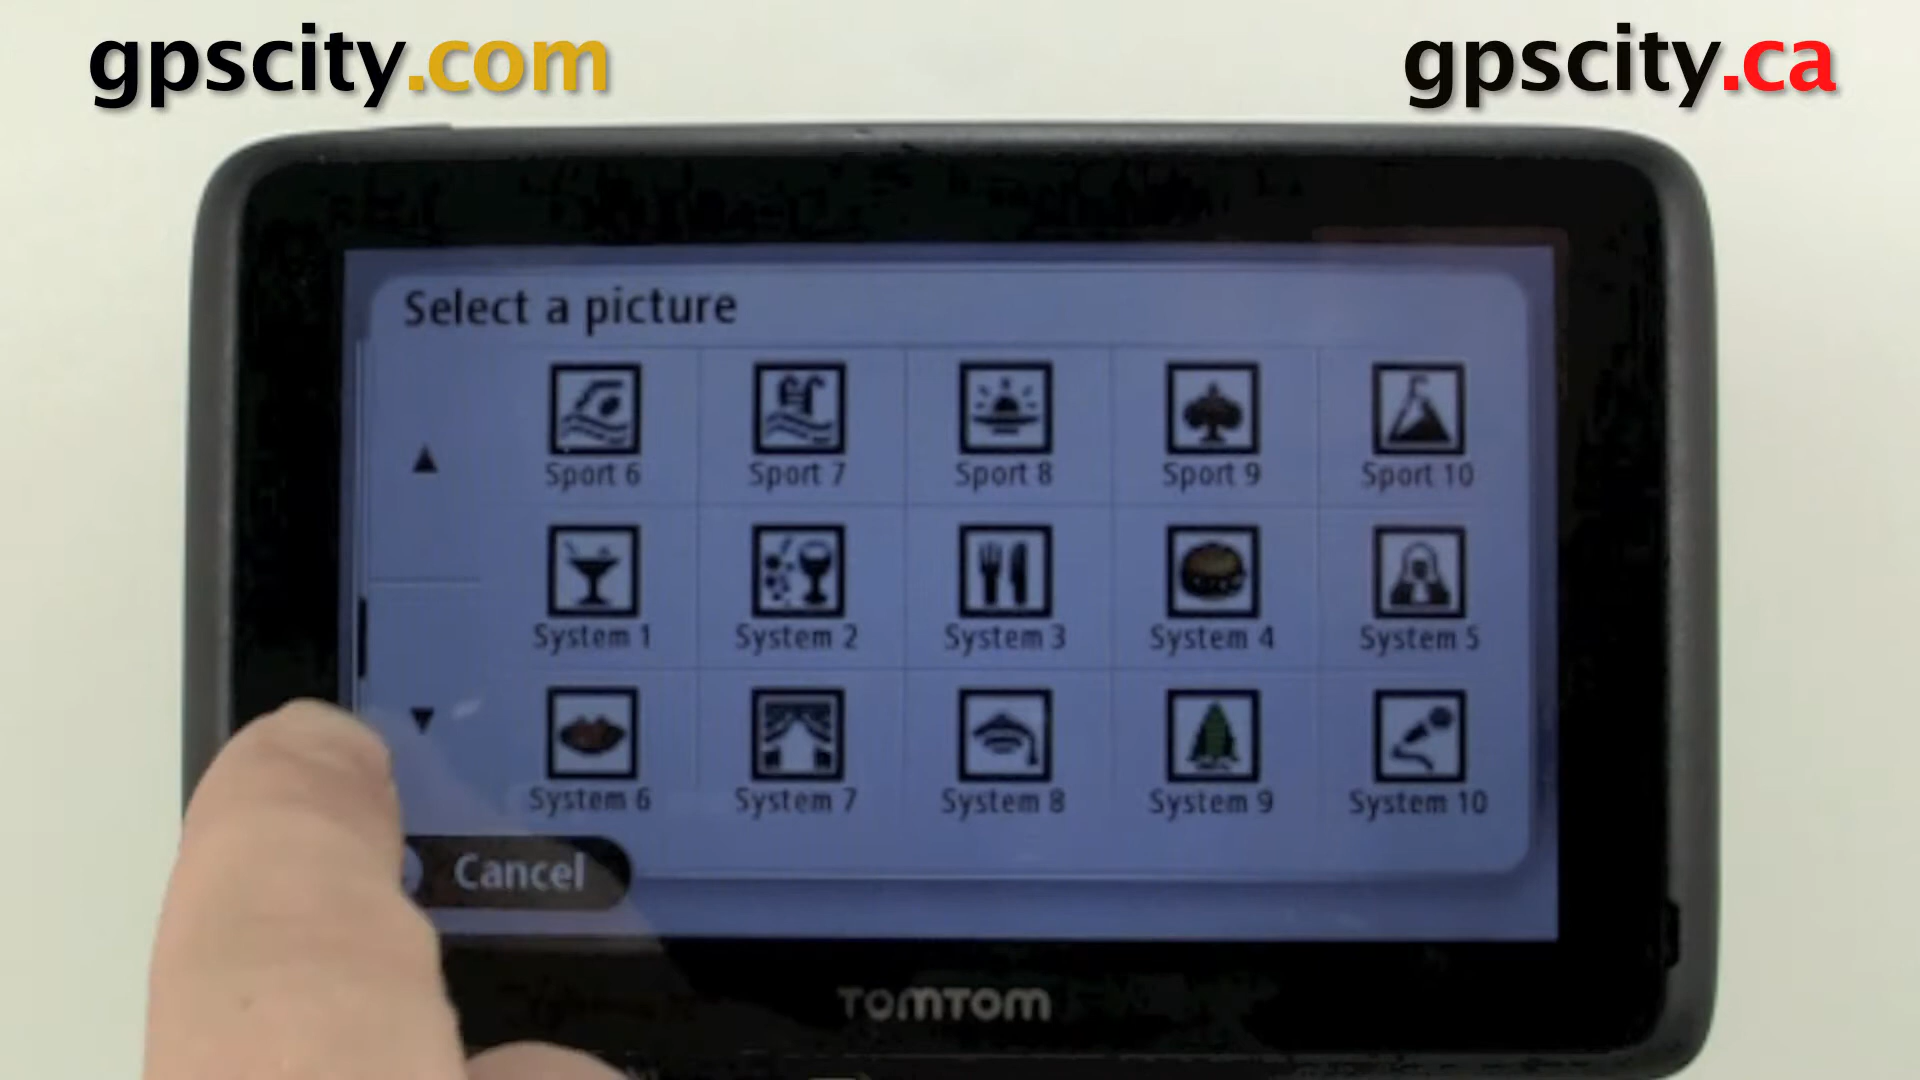 gpscity.com
gpscity.ca
Select a picture
Sport 6
Sport 7
Sport 8
Sport 9
Sport 10
System 1
System 2
System 3
System 4
System 5
System 6
System 7
System 8
System 9
System 10
Cancel
TOMTOM